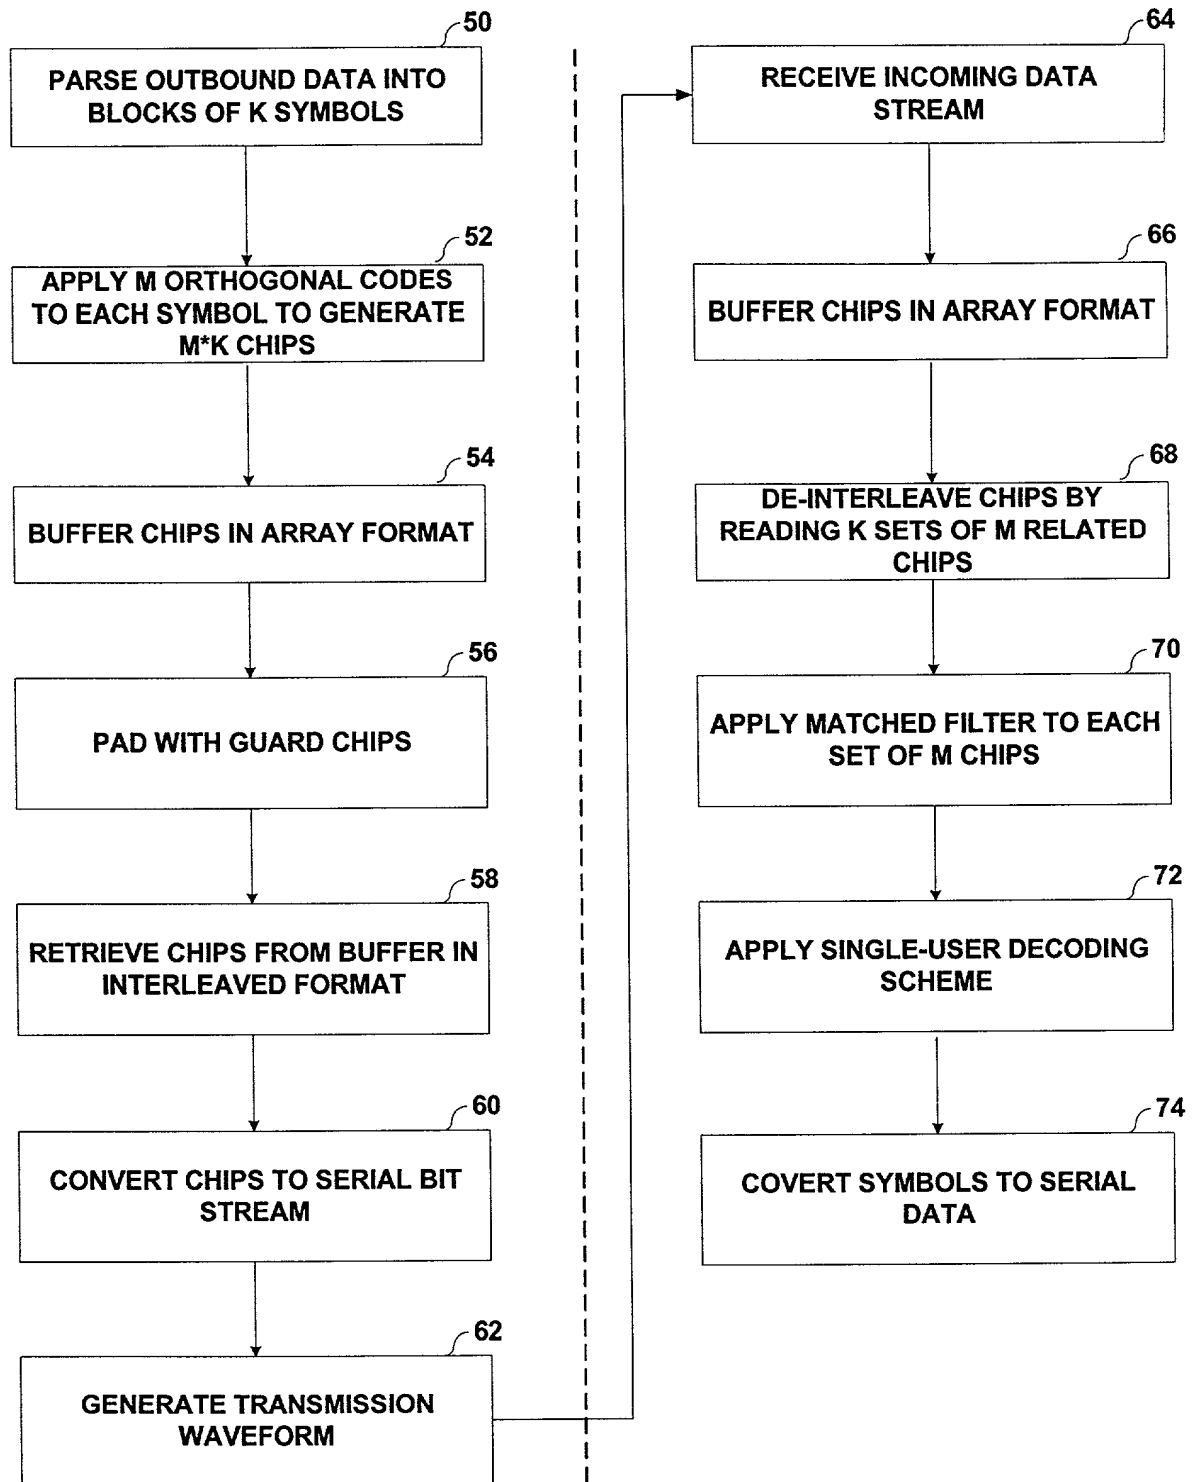 50
PARSE OUTBOUND DATA INTO
BLOCKS OF K SYMBOLS
52
APPLY M ORTHOGONAL CODES
TO EACH SYMBOL TO GENERATE
M*K CHIPS
54
BUFFER CHIPS IN ARRAY FORMAT
56
PAD WITH GUARD CHIPS
58
RETRIEVE CHIPS FROM BUFFER IN
INTERLEAVED FORMAT
60
CONVERT CHIPS TO SERIAL BIT
STREAM
62
GENERATE TRANSMISSION
WAVEFORM
64
RECEIVE INCOMING DATA
STREAM
66
BUFFER CHIPS IN ARRAY FORMAT
68
DE-INTERLEAVE CHIPS BY
READING K SETS OF M RELATED
CHIPS
70
APPLY MATCHED FILTER TO EACH
SET OF M CHIPS
72
APPLY SINGLE-USER DECODING
SCHEME
74
COVERT SYMBOLS TO SERIAL
DATA